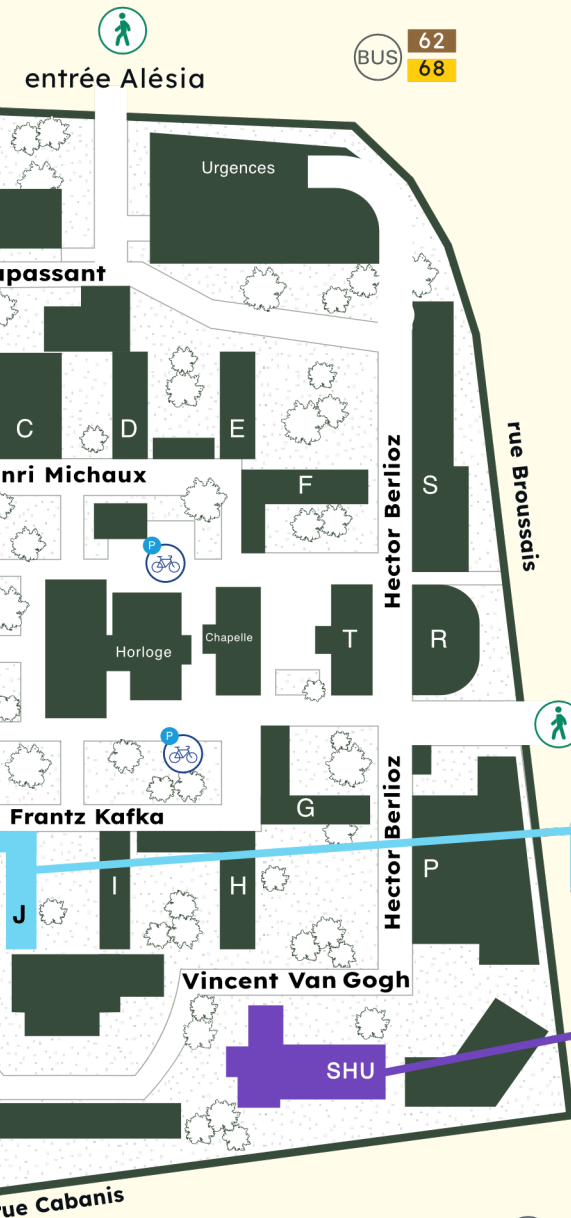 62
BUS
68
entrée Alésia
Urgences
apassant
C
D
E
nri Michaux
F
S
Hector Berlioz
rue Broussais
P
Horloge
Chapelle
T
R
P
Frantz Kafka
G
Hector Berlioz
J
I
H
P
Vincent Van Gogh
SHU
rue Cabanis